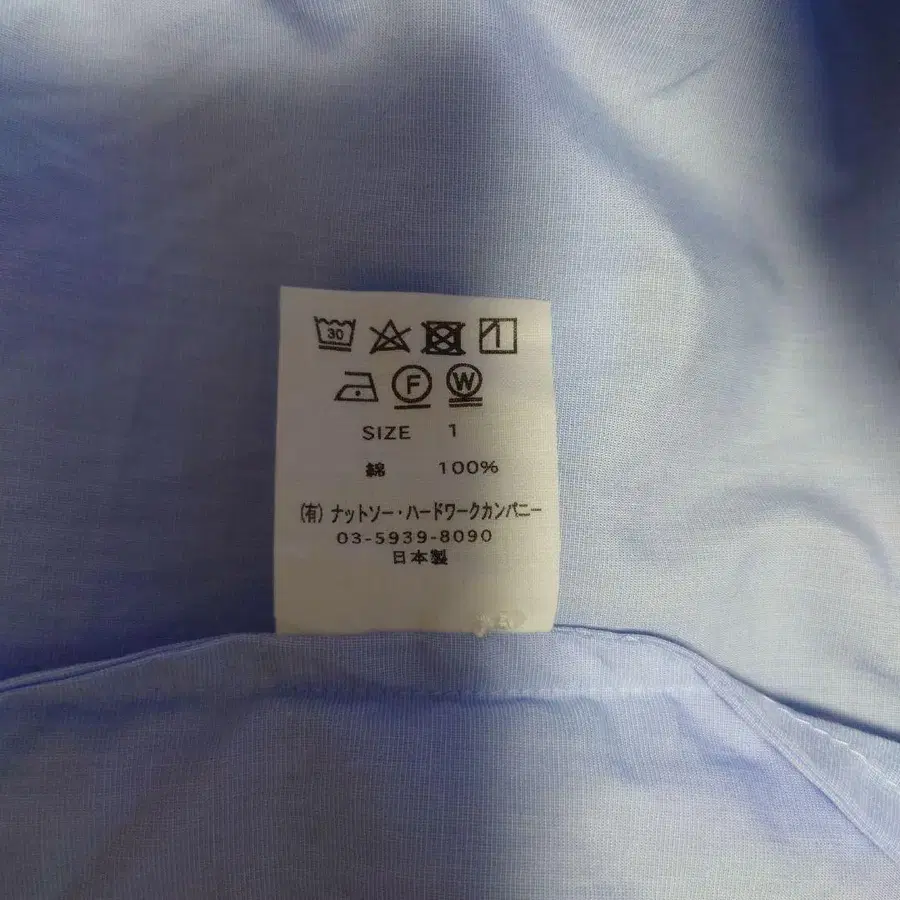 30
F W
SIZE 1
綿 100%
(有) ナットソー・ハードワークカンパニー
03-5939-8090
日本製